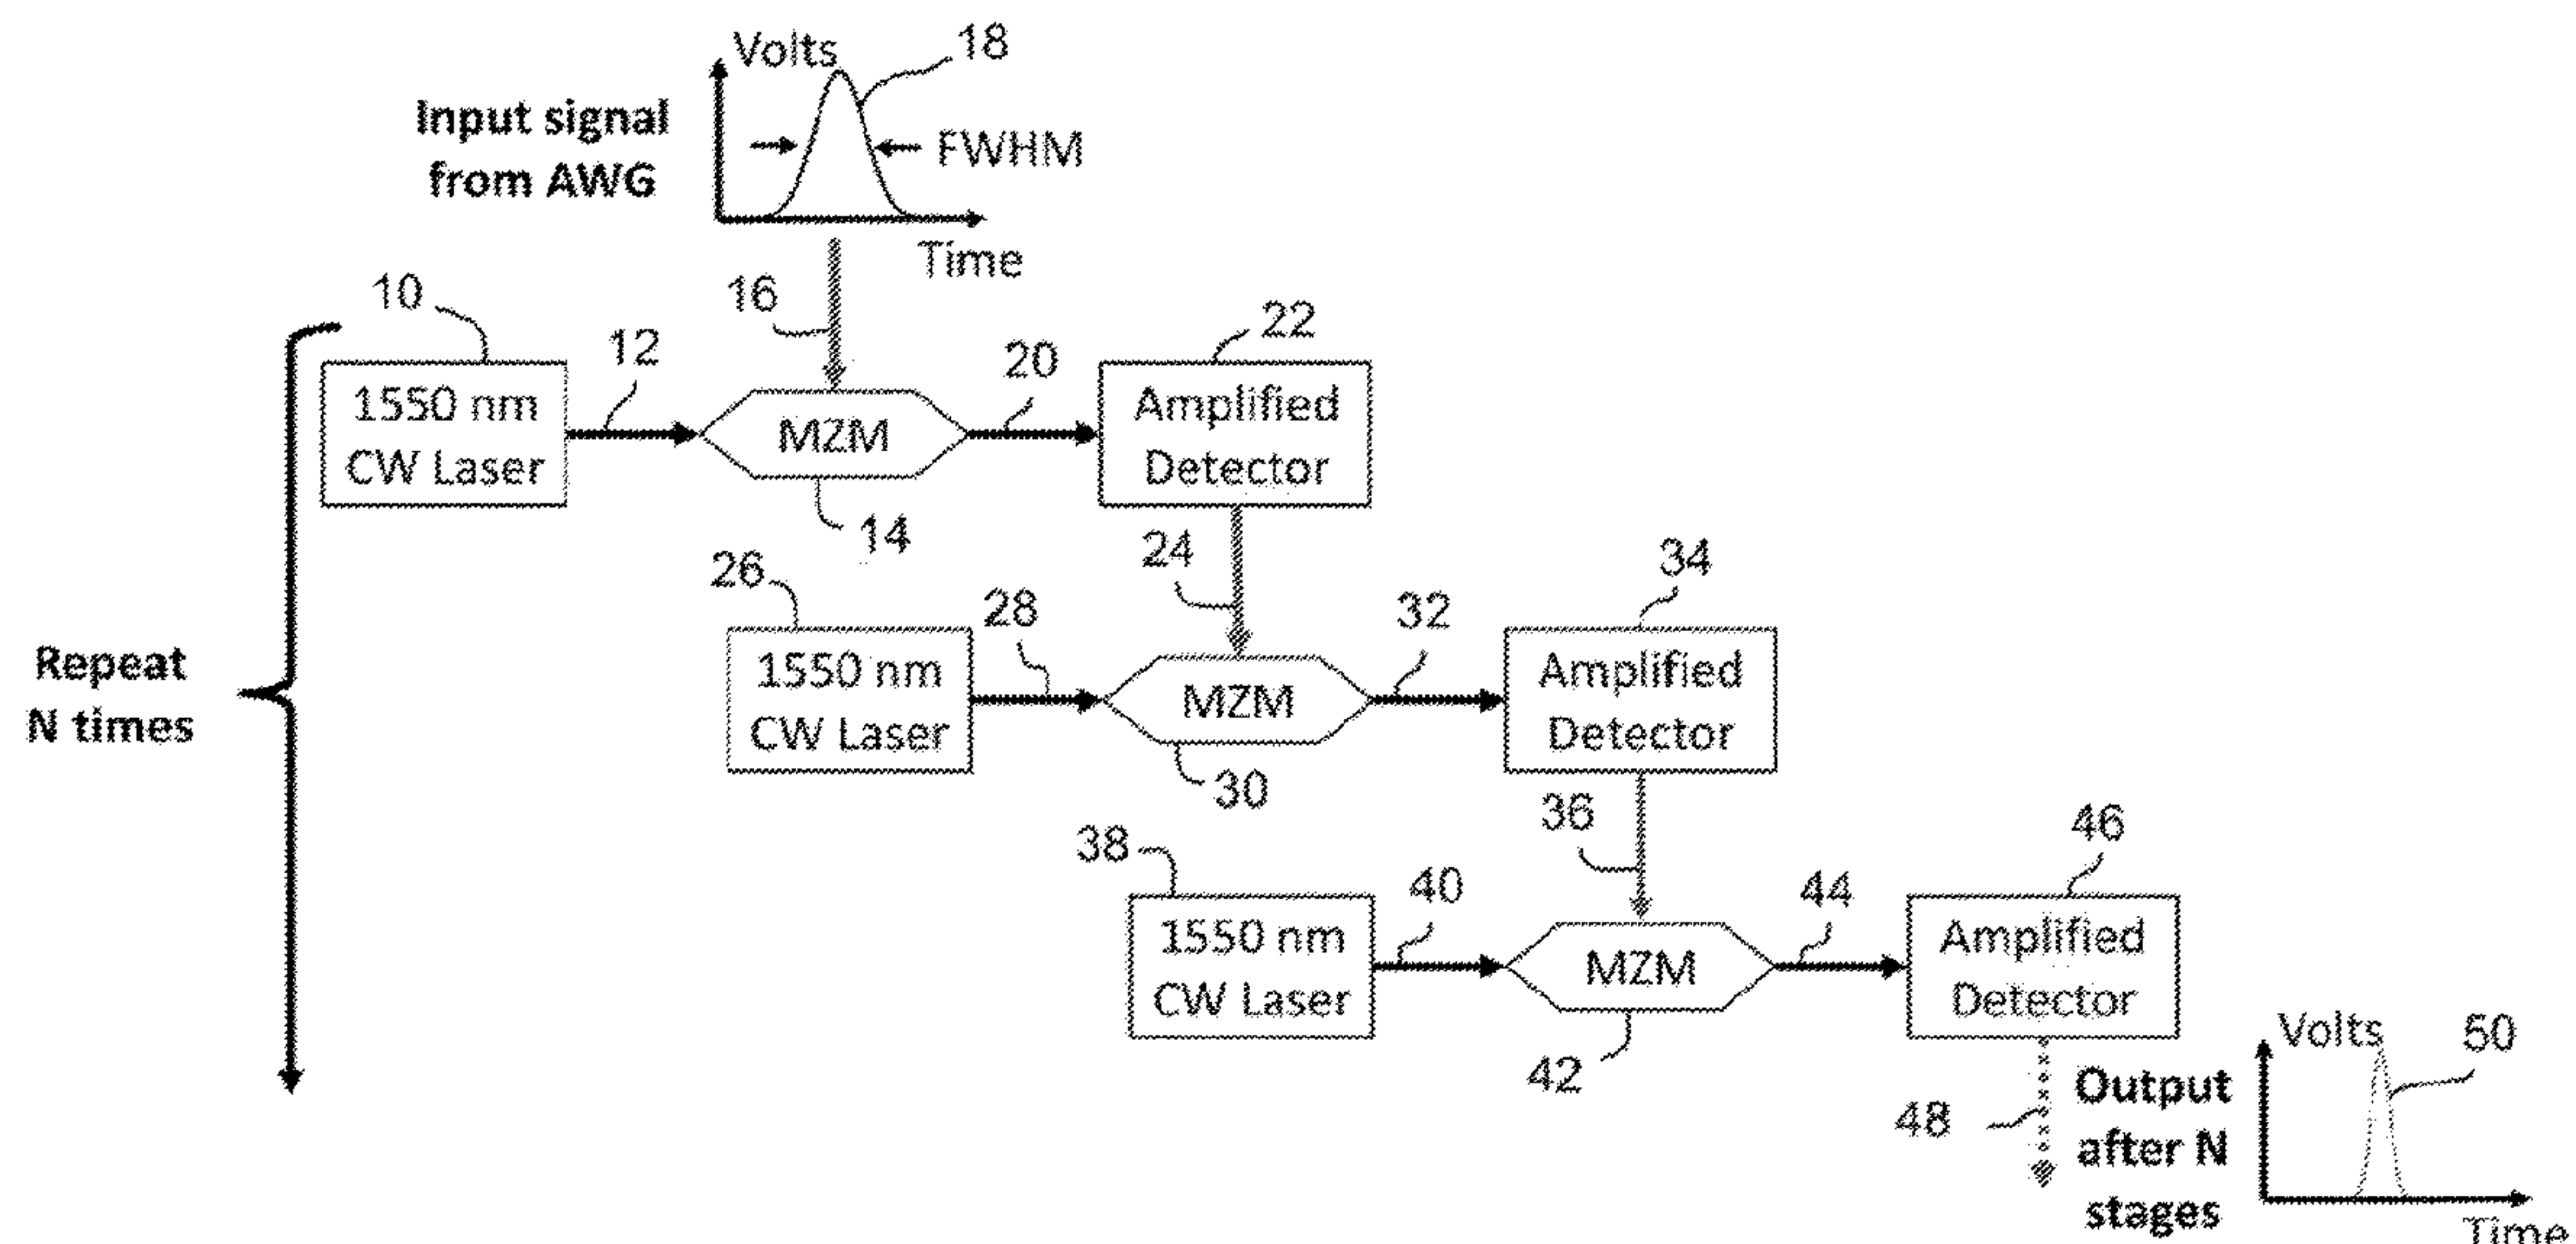 Volts
18
Input signal
from AWG
FWHM
Time
16
10
12
20
22
1550 nm
CW Laser
MZM
Amplified
Detector
14
24
26
28
32
34
1550 nm
CW Laser
MZM
Amplified
Detector
30
36
Repeat
N times
38
40
44
46
1550 nm
CW Laser
MZM
Amplified
Detector
42
48
Output
after N
stages
Volts
50
Time